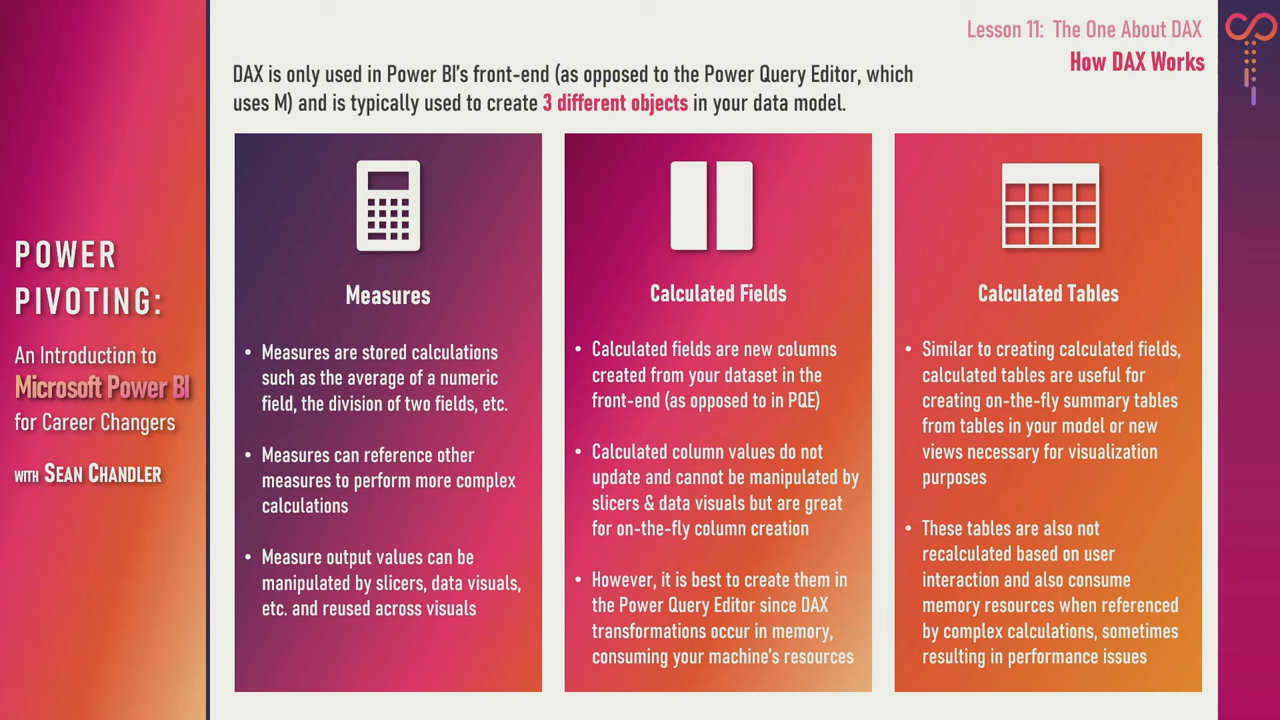 POWER
PIVOTING:
An Introduction to
Microsoft Power BI
for Career Changers
WITH SEAN CHANDLER
Lesson 11: The One About DAX
How DAX Works
DAX is only used in Power BI's front-end (as opposed to the Power Query Editor, which
uses M) and is typically used to create 3 different objects in your data model.
Measures
• Measures are stored calculations
such as the average of a numeric
field, the division of two fields, etc.
• Measures can reference other
measures to perform more complex
calculations
• Measure output values can be
manipulated by slicers, data visuals,
etc. and reused across visuals
Calculated Fields
• Calculated fields are new columns
created from your dataset in the
front-end (as opposed to in PQE)
• Calculated column values do not
update and cannot be manipulated by
slicers & data visuals but are great
for on-the-fly column creation
• However, it is best to create them in
the Power Query Editor since DAX
transformations occur in memory,
consuming your machine's resources
Calculated Tables
• Similar to creating calculated fields,
calculated tables are useful for
creating on-the-fly summary tables
from tables in your model or new
views necessary for visualization
purposes
• These tables are also not
recalculated based on user
interaction and also consume
memory resources when referenced
by complex calculations, sometimes
resulting in performance issues